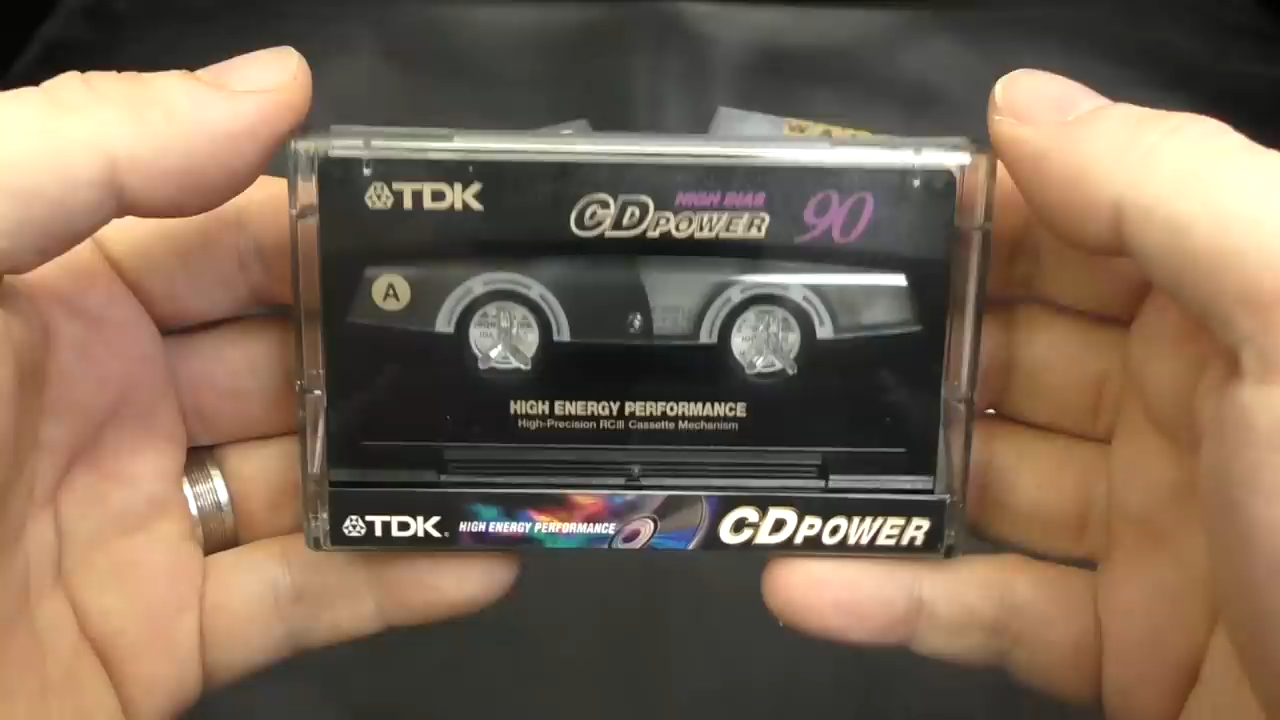 TDK
HIGH BIAS
CD POWER 90
A
HIGH ENERGY PERFORMANCE
High-Precision RCIII Cassette Mechanism
TDK® HIGH ENERGY PERFORMANCE CD POWER